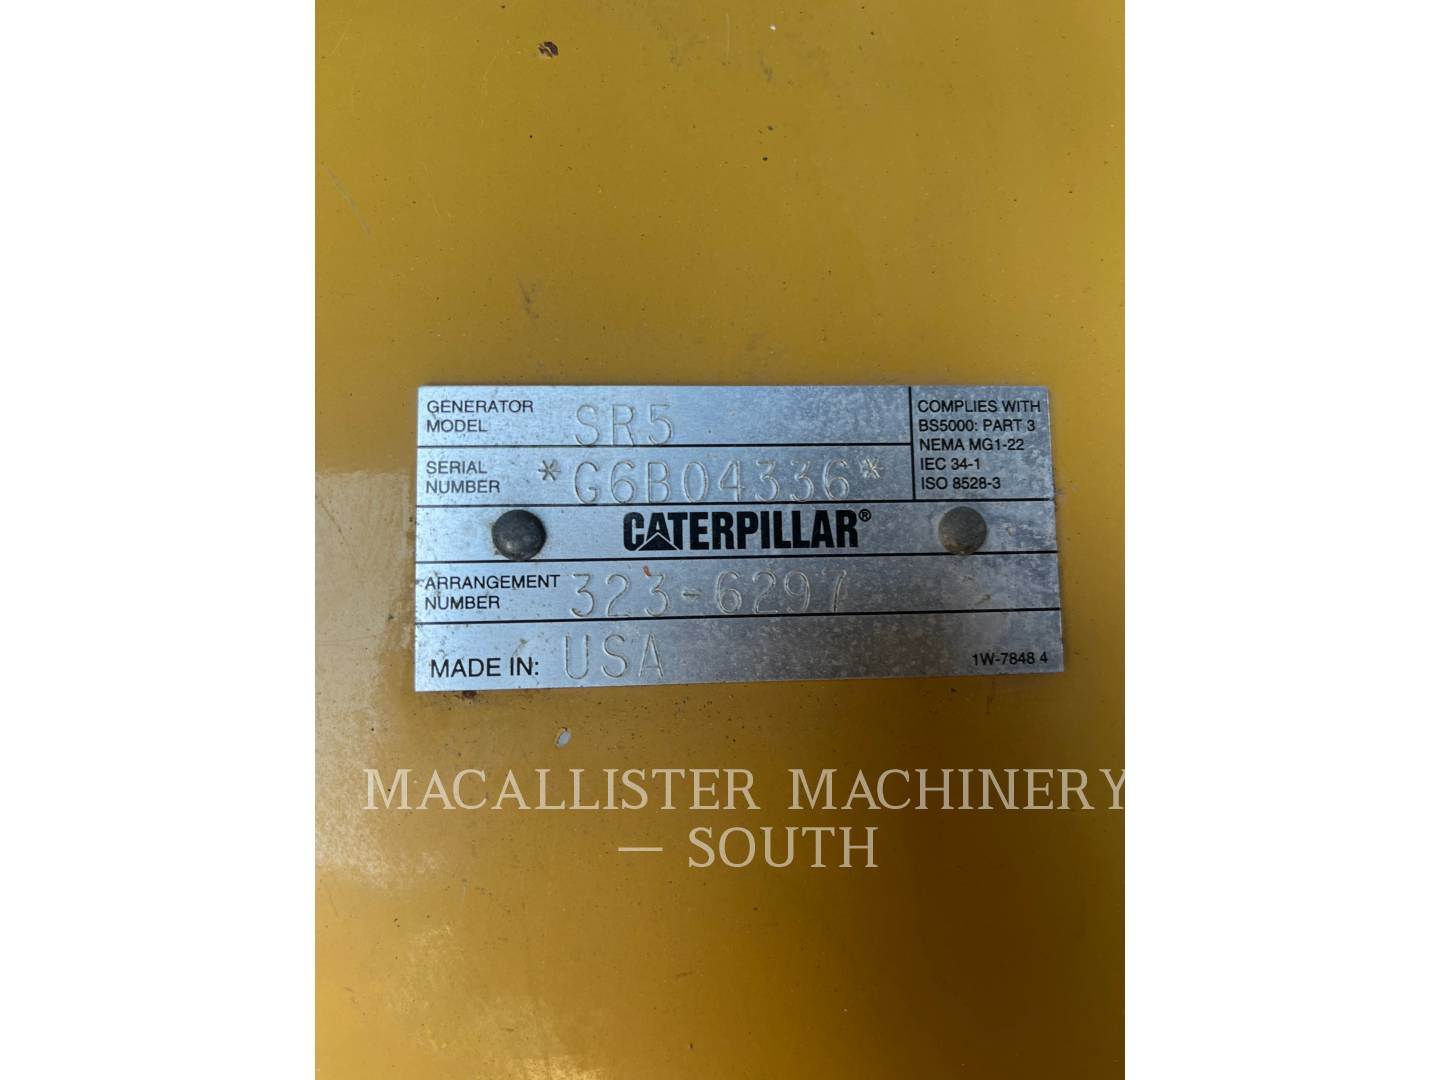 GENERATOR MODEL SR5
SERIAL NUMBER *G6B04336*
COMPLIES WITH
BS5000: PART 3
NEMA MG1-22
IEC 34-1
ISO 8528-3
CATERPILLAR®
ARRANGEMENT NUMBER 323-6297
MADE IN: USA
1W-7848 4
MACALLISTER MACHINERY
— SOUTH